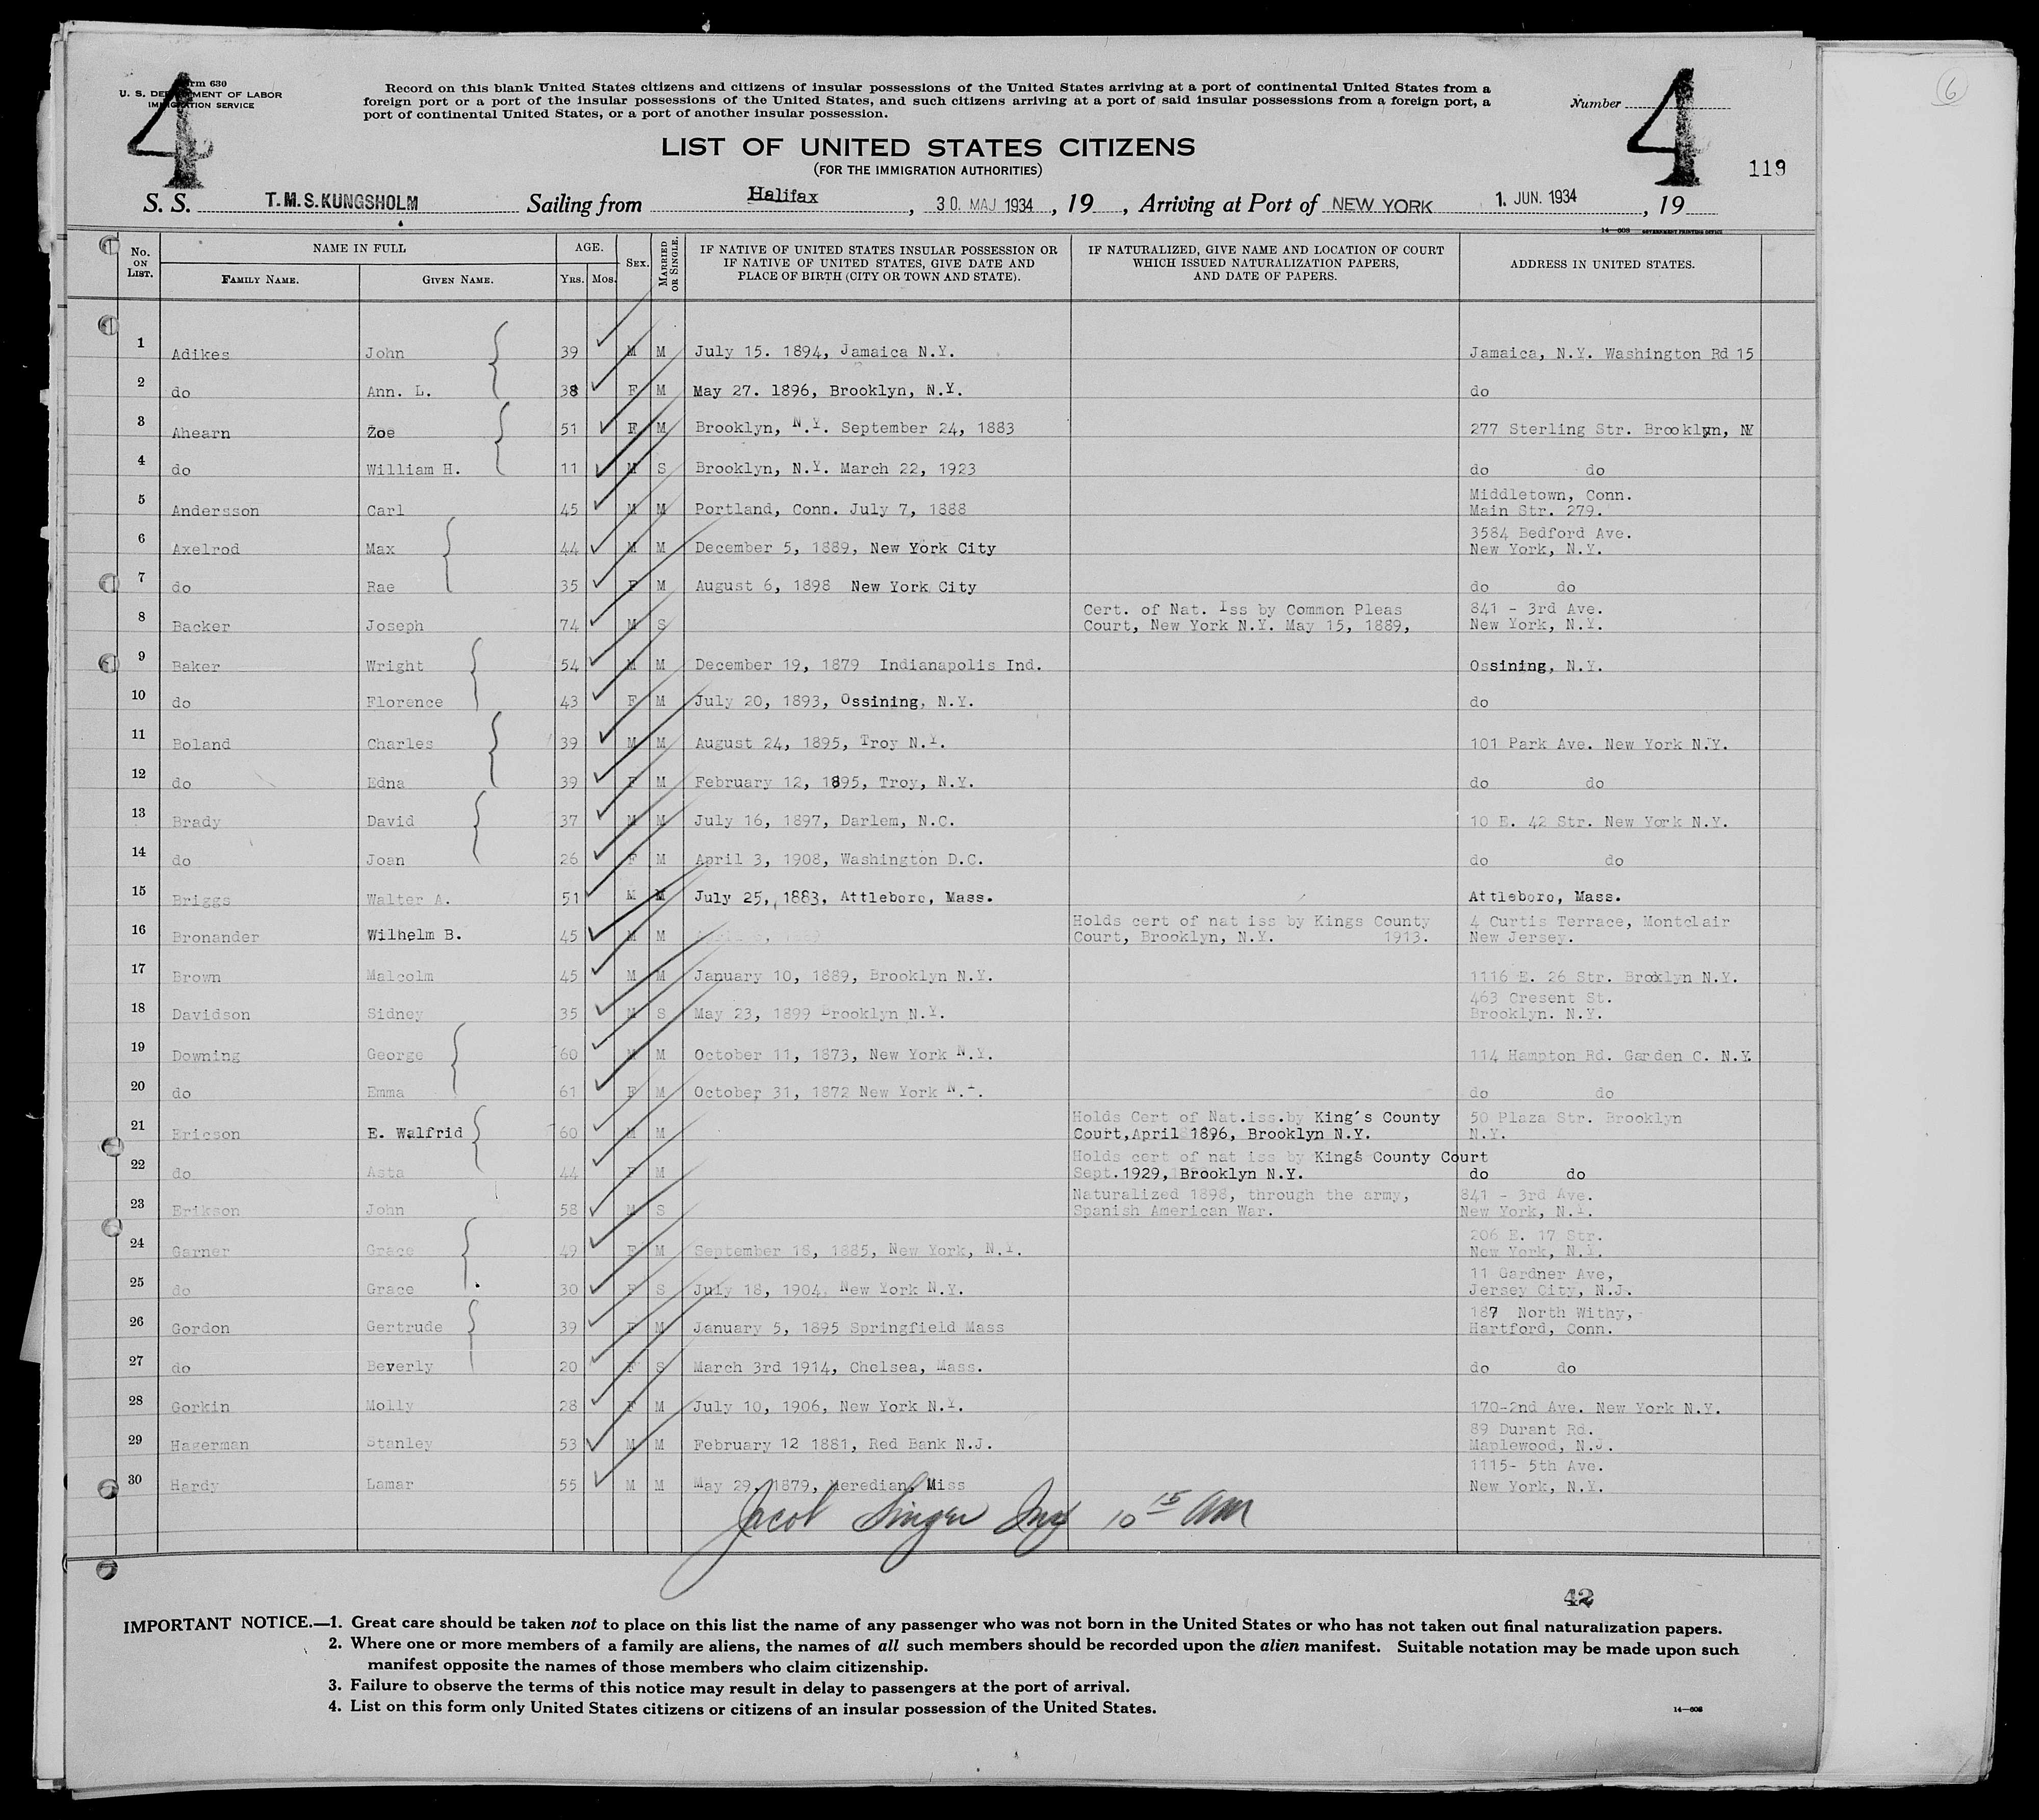 6
Form 630
U. S. DEPARTMENT OF LABOR
IMMIGRATION SERVICE
4
Record on this blank United States citizens and citizens of insular possessions of the United States arriving at a port of continental United States from a
foreign port or a port of the insular possessions of the United States, and such citizens arriving at a port of said insular possessions from a foreign port, a
port of continental United States, or a port of another insular possession.
Number
4
LIST OF UNITED STATES CITIZENS
(FOR THE IMMIGRATION AUTHORITIES)
119
S. S. T.M.S.KUNGSHOLM Sailing from Halifax, 30. MAJ 1934, 19 , Arriving at Port of NEW YORK 1. JUN. 1934, 19
14—608 GOVERNMENT PRINTING OFFICE
No. ON LIST. NAME IN FULL FAMILY NAME. GIVEN NAME. AGE. YRS. MOS. SEX. MARRIED OR SINGLE. IF NATIVE OF UNITED STATES INSULAR POSSESSION OR IF NATIVE OF UNITED STATES, GIVE DATE AND PLACE OF BIRTH (CITY OR TOWN AND STATE). IF NATURALIZED, GIVE NAME AND LOCATION OF COURT WHICH ISSUED NATURALIZATION PAPERS, AND DATE OF PAPERS. ADDRESS IN UNITED STATES.
1 Adikes John 39 M M July 15. 1894, Jamaica N.Y. Jamaica, N.Y. Washington Rd 15
2 do Ann. L. 38 F M May 27. 1896, Brooklyn, N.Y. do
3 Ahearn Zoe 51 F M Brooklyn, N.Y. September 24, 1883 277 Sterling Str. Brooklyn, NY
4 do William H. 11 M S Brooklyn, N.Y. March 22, 1923 do do
5 Andersson Carl 45 M M Portland, Conn. July 7, 1888 Middletown, Conn. Main Str. 279.
6 Axelrod Max 44 M M December 5, 1889, New York City 3584 Bedford Ave. New York, N.Y.
7 do Rae 35 F M August 6, 1898 New York City do do
8 Backer Joseph 74 M S Cert. of Nat. Iss by Common Pleas Court, New York N.Y. May 15, 1889, 841 - 3rd Ave. New York, N.Y.
9 Baker Wright 54 M M December 19, 1879 Indianapolis Ind. Ossining, N.Y.
10 do Florence 43 F M July 20, 1893, Ossining, N.Y. do
11 Boland Charles 39 M M August 24, 1895, Troy N.Y. 101 Park Ave. New York N.Y.
12 do Edna 39 F M February 12, 1895, Troy, N.Y. do do
13 Brady David 37 M M July 16, 1897, Darlem, N.C. 10 E. 42 Str. New York N.Y.
14 do Joan 26 F M April 3, 1908, Washington D.C. do do
15 Briggs Walter A. 51 M M July 25, 1883, Attleboro, Mass. Attleboro, Mass.
16 Bronander Wilhelm B. 45 M M Holds cert of nat iss by Kings County Court, Brooklyn, N.Y. 1913. 4 Curtis Terrace, Montclair New Jersey.
17 Brown Malcolm 45 M M January 10, 1889, Brooklyn N.Y. 1116 E. 26 Str. Brooklyn N.Y.
18 Davidson Sidney 35 M S May 23, 1899 Brooklyn N.Y. 463 Cresent St. Brooklyn. N.Y.
19 Downing George 60 M M October 11, 1873, New York N.Y. 114 Hampton Rd. Garden C. N.Y.
20 do Emma 61 F M October 31, 1872 New York N.Y. do do
21 Ericson E. Walfrid 60 M M Holds Cert of Nat.iss.by King's County Court,April 1896, Brooklyn N.Y. 50 Plaza Str. Brooklyn N.Y.
22 do Asta 44 F M Holds cert of nat iss by Kings County Court Sept.1929, Brooklyn N.Y. do do
23 Erikson John 58 M S Naturalized 1898, through the army, Spanish American War. 841 - 3rd Ave. New York, N.Y.
24 Garner Grace 49 F M September 18, 1885, New York, N.Y. 206 E. 17 Str. New York, N.Y.
25 do Grace 30 F S July 18, 1904, New York N.Y. 11 Gardner Ave, Jersey City, N.J.
26 Gordon Gertrude 39 F M January 5, 1895 Springfield Mass 187 North Withy, Hartford, Conn.
27 do Beverly 20 F S March 3rd 1914, Chelsea, Mass. do do
28 Gorkin Molly 28 F M July 10, 1906, New York N.Y. 170-2nd Ave. New York N.Y.
29 Hagerman Stanley 53 M M February 12 1881, Red Bank N.J. 89 Durant Rd. Maplewood, N.J.
30 Hardy Lamar 55 M M May 29, 1879, Meredian, Miss 1115- 5th Ave. New York, N.Y.
Jacob Singer Insp 10 15 AM
42
IMPORTANT NOTICE.—1. Great care should be taken not to place on this list the name of any passenger who was not born in the United States or who has not taken out final naturalization papers.
2. Where one or more members of a family are aliens, the names of all such members should be recorded upon the alien manifest. Suitable notation may be made upon such
manifest opposite the names of those members who claim citizenship.
3. Failure to observe the terms of this notice may result in delay to passengers at the port of arrival.
4. List on this form only United States citizens or citizens of an insular possession of the United States.
14—608